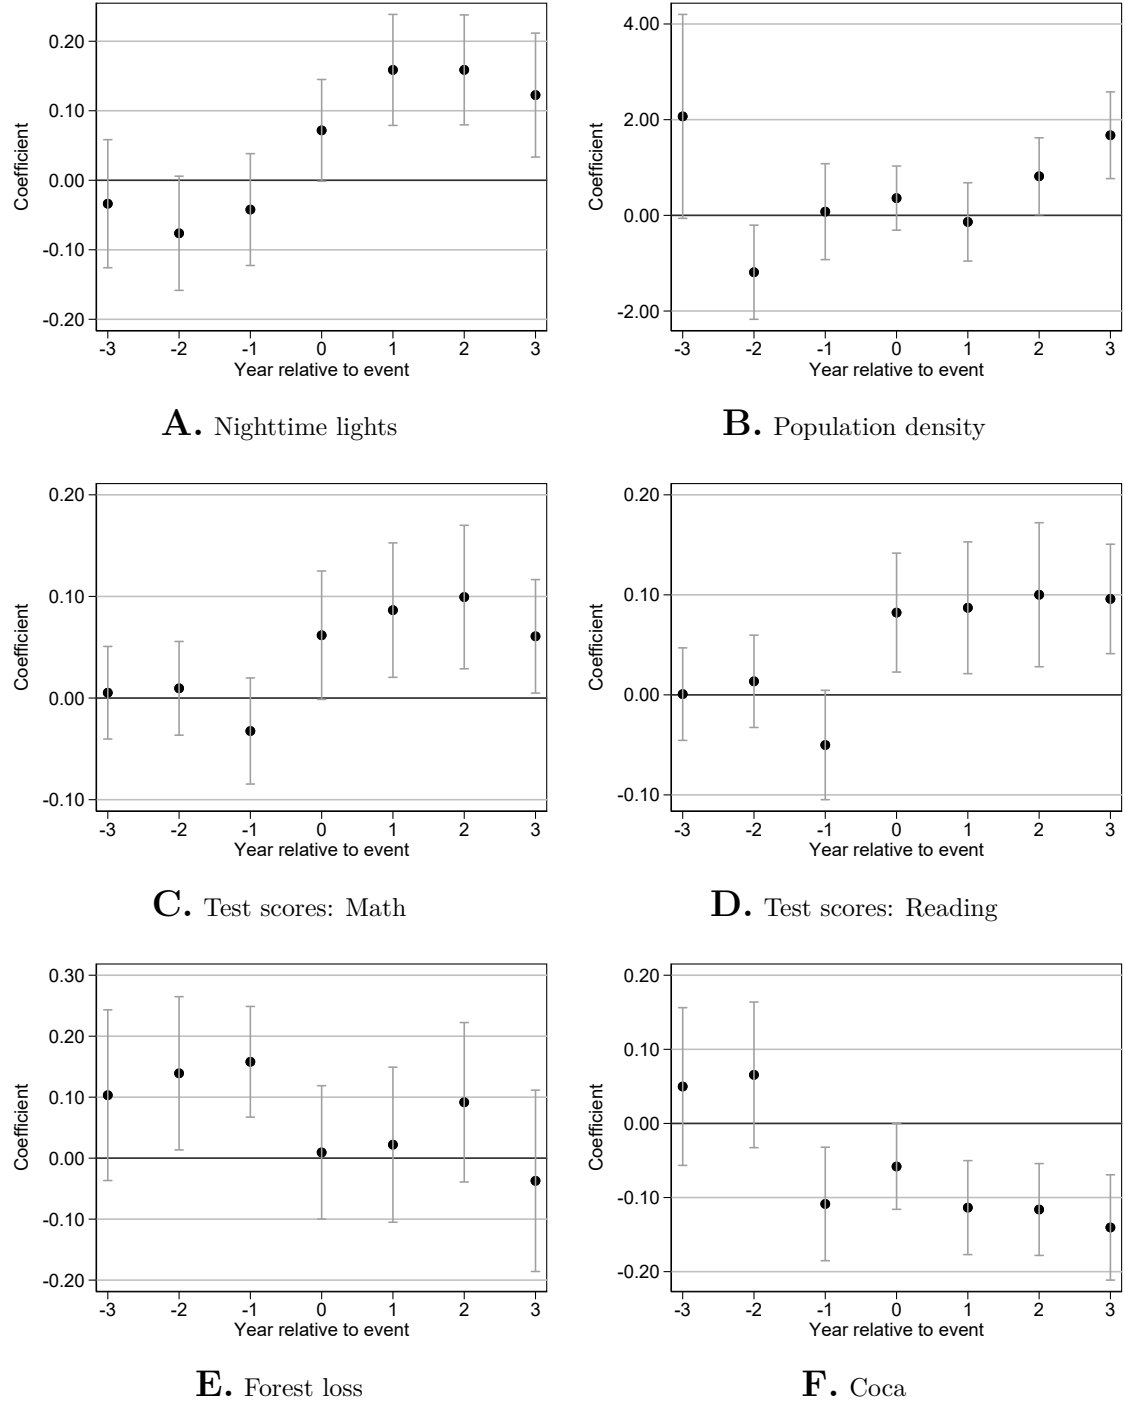 0.20
0.10
0.00
-0.10
-0.20
Coefficient
-3 -2 -1 0 1 2 3
Year relative to event
A. Nighttime lights
4.00
2.00
0.00
-2.00
Coefficient
-3 -2 -1 0 1 2 3
Year relative to event
B. Population density
0.20
0.10
0.00
-0.10
Coefficient
-3 -2 -1 0 1 2 3
Year relative to event
C. Test scores: Math
0.20
0.10
0.00
-0.10
Coefficient
-3 -2 -1 0 1 2 3
Year relative to event
D. Test scores: Reading
0.30
0.20
0.10
0.00
-0.10
-0.20
Coefficient
-3 -2 -1 0 1 2 3
Year relative to event
E. Forest loss
0.20
0.10
0.00
-0.10
-0.20
Coefficient
-3 -2 -1 0 1 2 3
Year relative to event
F. Coca